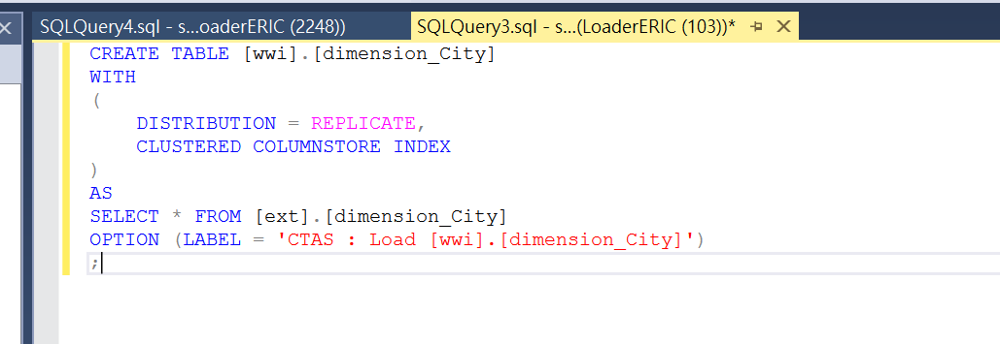 SQLQuery4.sql - s...oaderERIC (2248))
SQLQuery3.sql - s...(LoaderERIC (103))*
CREATE TABLE [wwi].[dimension_City]
WITH
(
    DISTRIBUTION = REPLICATE,
    CLUSTERED COLUMNSTORE INDEX
)
AS
SELECT * FROM [ext].[dimension_City]
OPTION (LABEL = 'CTAS : Load [wwi].[dimension_City]')
;